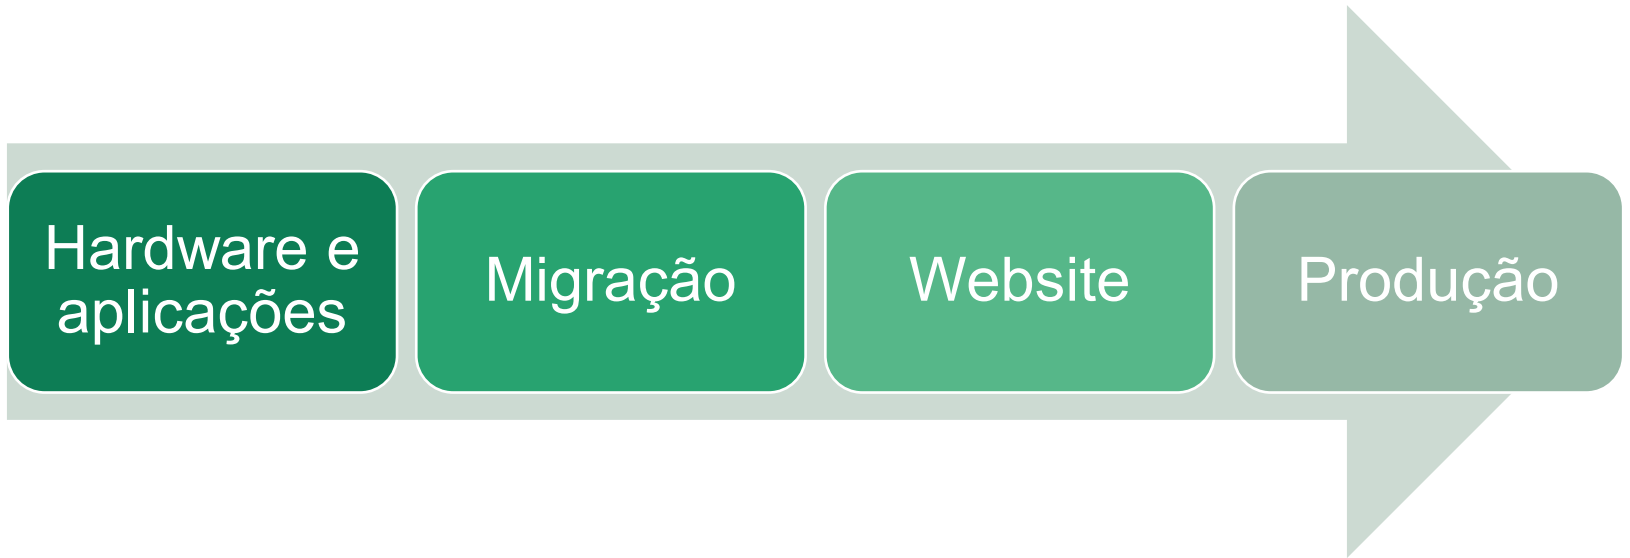 Hardware e
aplicações
Migração
Website
Produção